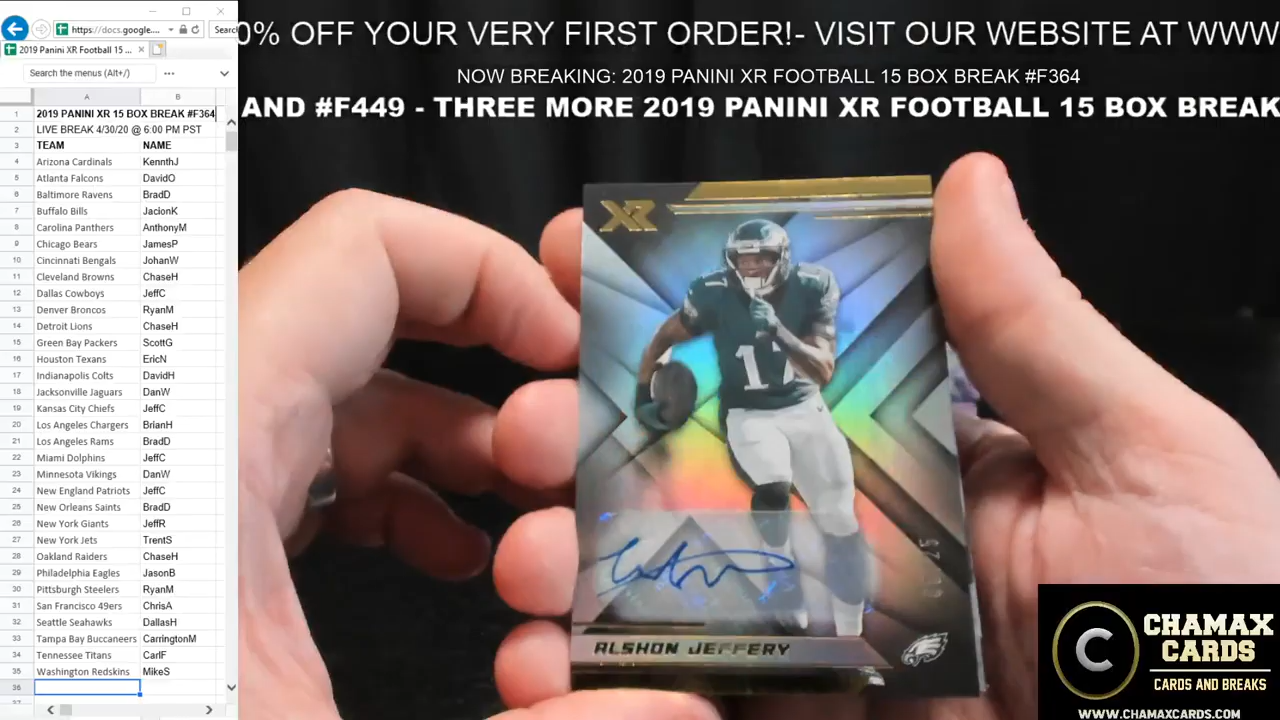 0% OFF YOUR VERY FIRST ORDER!- VISIT OUR WEBSITE AT WWW
NOW BREAKING: 2019 PANINI XR FOOTBALL 15 BOX BREAK #F364
AND #F449 - THREE MORE 2019 PANINI XR FOOTBALL 15 BOX BREAK
https://docs.google....
Searc
2019 Panini XR Football 15 ...
Search the menus (Alt+/)
A B
1 2019 PANINI XR 15 BOX BREAK #F364
2 LIVE BREAK 4/30/20 @ 6:00 PM PST
3 TEAM NAME
4 Arizona Cardinals KennthJ
5 Atlanta Falcons DavidO
6 Baltimore Ravens BradD
7 Buffalo Bills JacionK
8 Carolina Panthers AnthonyM
9 Chicago Bears JamesP
10 Cincinnati Bengals JohanW
11 Cleveland Browns ChaseH
12 Dallas Cowboys JeffC
13 Denver Broncos RyanM
14 Detroit Lions ChaseH
15 Green Bay Packers ScottG
16 Houston Texans EricN
17 Indianapolis Colts DavidH
18 Jacksonville Jaguars DanW
19 Kansas City Chiefs JeffC
20 Los Angeles Chargers BrianH
21 Los Angeles Rams BradD
22 Miami Dolphins JeffC
23 Minnesota Vikings DanW
24 New England Patriots JeffC
25 New Orleans Saints BradD
26 New York Giants JeffR
27 New York Jets TrentS
28 Oakland Raiders ChaseH
29 Philadelphia Eagles JasonB
30 Pittsburgh Steelers RyanM
31 San Francisco 49ers ChrisA
32 Seattle Seahawks DallasH
33 Tampa Bay Buccaneers CarringtonM
34 Tennessee Titans CarlF
35 Washington Redskins MikeS
36
XR
17
ALSHON JEFFERY
C
CHAMAX
CARDS
CARDS AND BREAKS
WWW.CHAMAXCARDS.COM